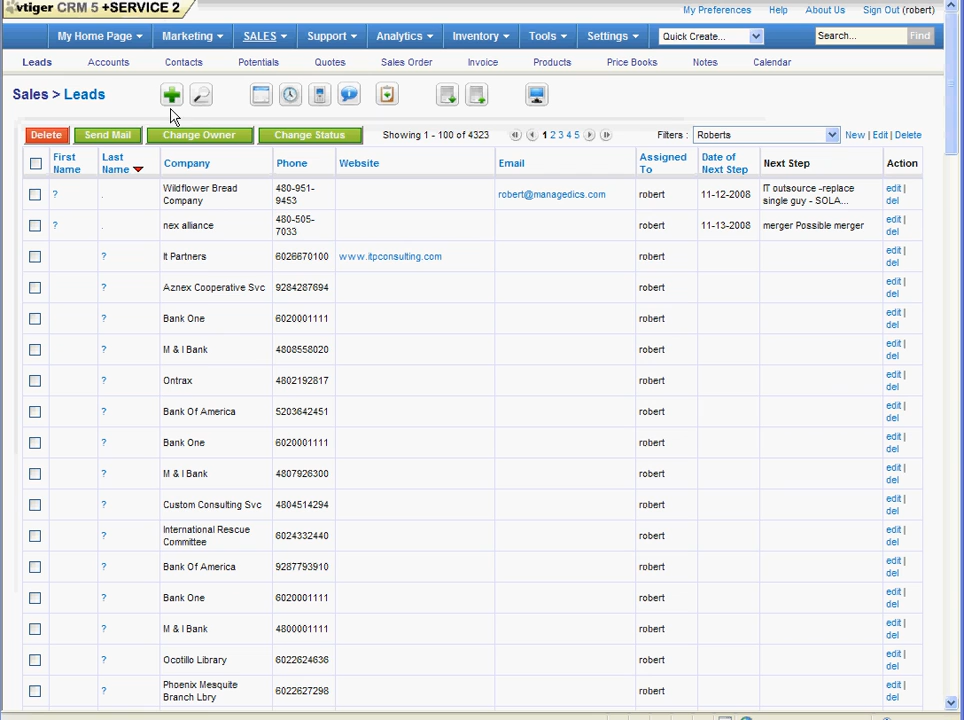 vtiger CRM 5 +SERVICE 2
My Preferences Help About Us Sign Out (robert)
My Home Page Marketing SALES Support Analytics Inventory Tools Settings Quick Create... Search... Find
Leads Accounts Contacts Potentials Quotes Sales Order Invoice Products Price Books Notes Calendar
Sales > Leads
Delete Send Mail Change Owner Change Status Showing 1 - 100 of 4323 1 2 3 4 5 Filters : Roberts New | Edit | Delete
First Name Last Name Company Phone Website Email Assigned To Date of Next Step Next Step Action
? . Wildflower Bread Company 480-951-9453 robert@managedics.com robert 11-12-2008 IT outsource -replace single guy - SOLA... edit | del
? . nex alliance 480-505-7033 robert 11-13-2008 merger Possible merger edit | del
? It Partners 6026670100 www.itpconsulting.com robert edit | del
? Aznex Cooperative Svc 9284287694 robert edit | del
? Bank One 6020001111 robert edit | del
? M & I Bank 4808558020 robert edit | del
? Ontrax 4802192817 robert edit | del
? Bank Of America 5203642451 robert edit | del
? Bank One 6020001111 robert edit | del
? M & I Bank 4807926300 robert edit | del
? Custom Consulting Svc 4804514294 robert edit | del
? International Rescue Committee 6024332440 robert edit | del
? Bank Of America 9287793910 robert edit | del
? Bank One 6020001111 robert edit | del
? M & I Bank 4800001111 robert edit | del
? Ocotillo Library 6022624636 robert edit | del
? Phoenix Mesquite Branch Lbry 6022627298 robert edit | del